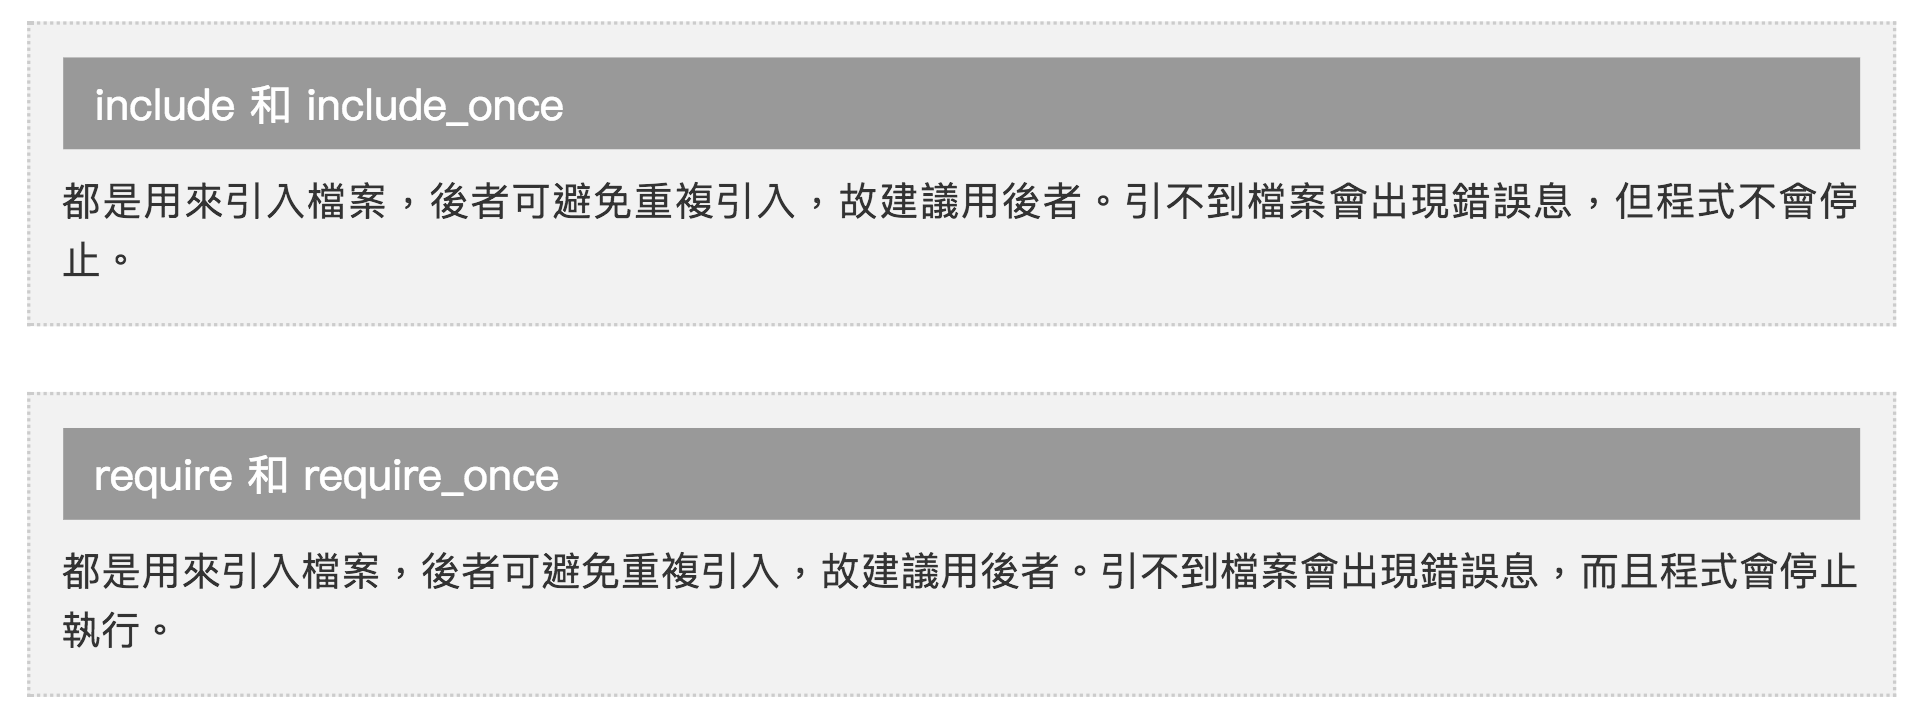 include 和 include_once
都是用來引入檔案，後者可避免重複引入，故建議用後者。引不到檔案會出現錯誤息，但程式不會停
止。
require 和 require_once
都是用來引入檔案，後者可避免重複引入，故建議用後者。引不到檔案會出現錯誤息，而且程式會停止
執行。